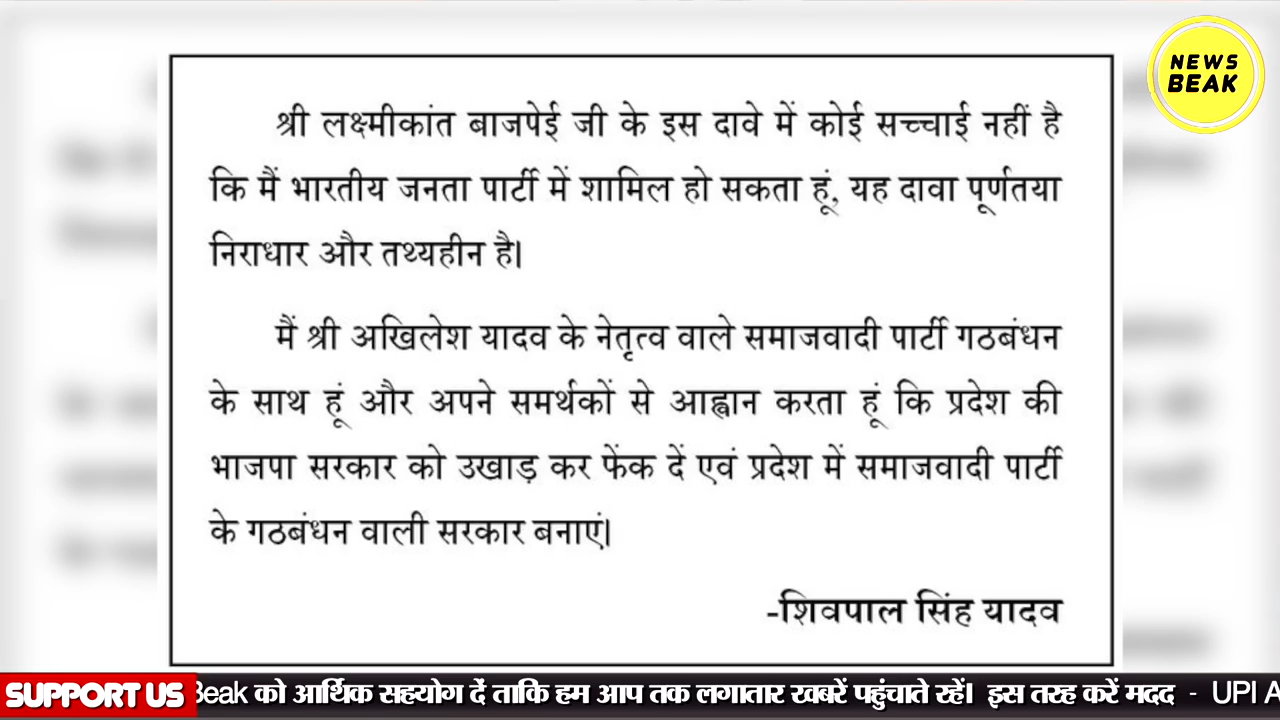 NEWS
BEAK
श्री लक्ष्मीकांत बाजपेई जी के इस दावे में कोई सच्चाई नहीं है
कि मैं भारतीय जनता पार्टी में शामिल हो सकता हूं, यह दावा पूर्णतया
निराधार और तथ्यहीन है।
मैं श्री अखिलेश यादव के नेतृत्व वाले समाजवादी पार्टी गठबंधन
के साथ हूं और अपने समर्थकों से आह्वान करता हूं कि प्रदेश की
भाजपा सरकार को उखाड़ कर फेंक दें एवं प्रदेश में समाजवादी पार्टी
के गठबंधन वाली सरकार बनाएं।
-शिवपाल सिंह यादव
SUPPORT US Beak को आर्थिक सहयोग दें ताकि हम आप तक लगातार खबरें पहुंचाते रहें। इस तरह करें मदद - UPI